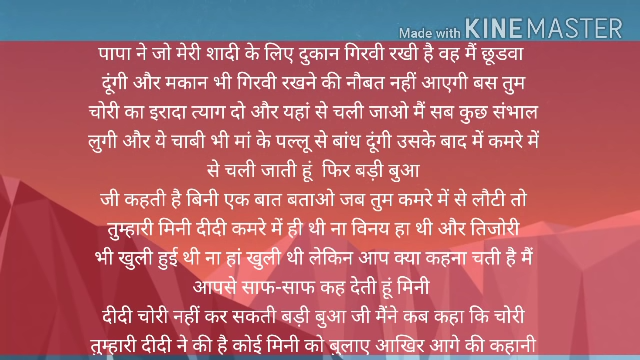 Made with KINEMASTER
पापा ने जो मेरी शादी के लिए दुकान गिरवी रखी है वह मैं छूडवा
दूंगी और मकान भी गिरवी रखने की नौबत नहीं आएगी बस तुम
चोरी का इरादा त्याग दो और यहां से चली जाओ मैं सब कुछ संभाल
लुगी और ये चाबी भी मां के पल्लू से बांध दूंगी उसके बाद में कमरे में
से चली जाती हूं फिर बड़ी बुआ
जी कहती है बिनी एक बात बताओ जब तुम कमरे में से लौटी तो
तुम्हारी मिनी दीदी कमरे में ही थी ना विनय हा थी और तिजोरी
भी खुली हुई थी ना हां खुली थी लेकिन आप क्या कहना चती है मैं
आपसे साफ-साफ कह देती हूं मिनी
दीदी चोरी नहीं कर सकती बड़ी बुआ जी मैंने कब कहा कि चोरी
तुम्हारी दीदी ने की है कोई मिनी को बुलाए आखिर आगे की कहानी